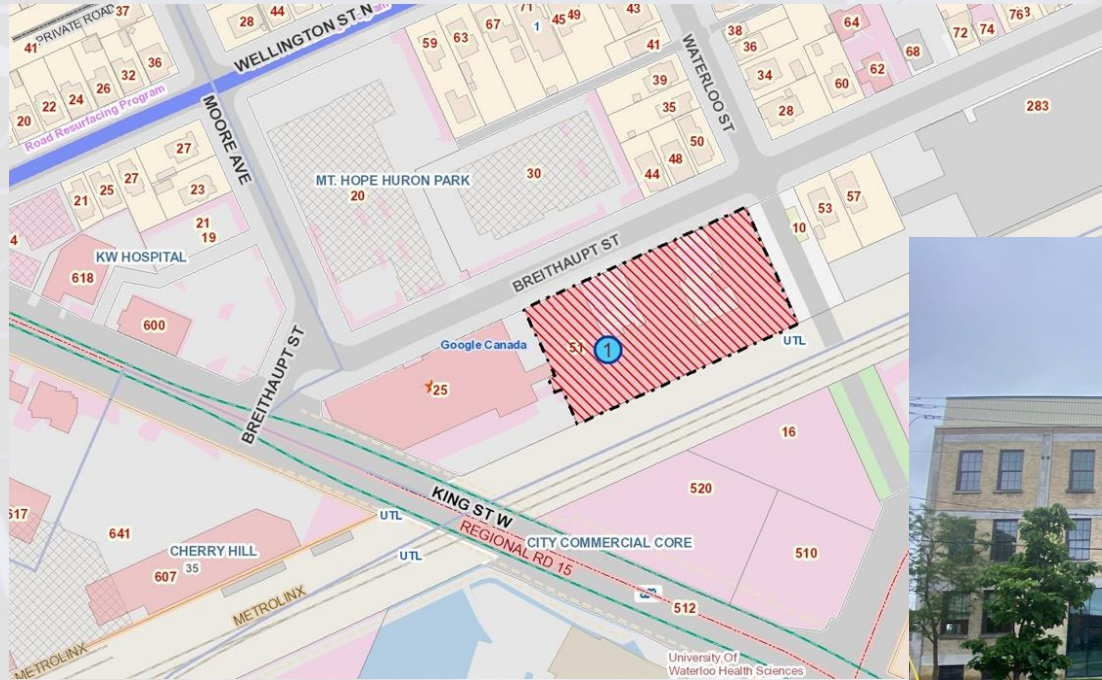 PRIVATE ROAD
37
28
44
41
WELLINGTON ST N
59
63
67
71
1
45
49
43
41
38
36
64
68
72
74
763
20
22
24
26
32
36
Road Resurfacing Program
MOORE AVE
WATERLOO ST
39
35
34
60
62
28
283
27
21
25
27
23
MT. HOPE HURON PARK
20
30
50
48
44
21
19
4
KW HOSPITAL
618
600
BREITHAUPT ST
53
57
10
BREITHAUPT ST
Google Canada
25
51
1
UTL
16
520
510
617
641
CHERRY HILL
607
35
UTL
UTL
KING ST W
REGIONAL RD 15
CITY COMMERCIAL CORE
512
METROLINX
METROLINX
University Of
Waterloo Health Sciences